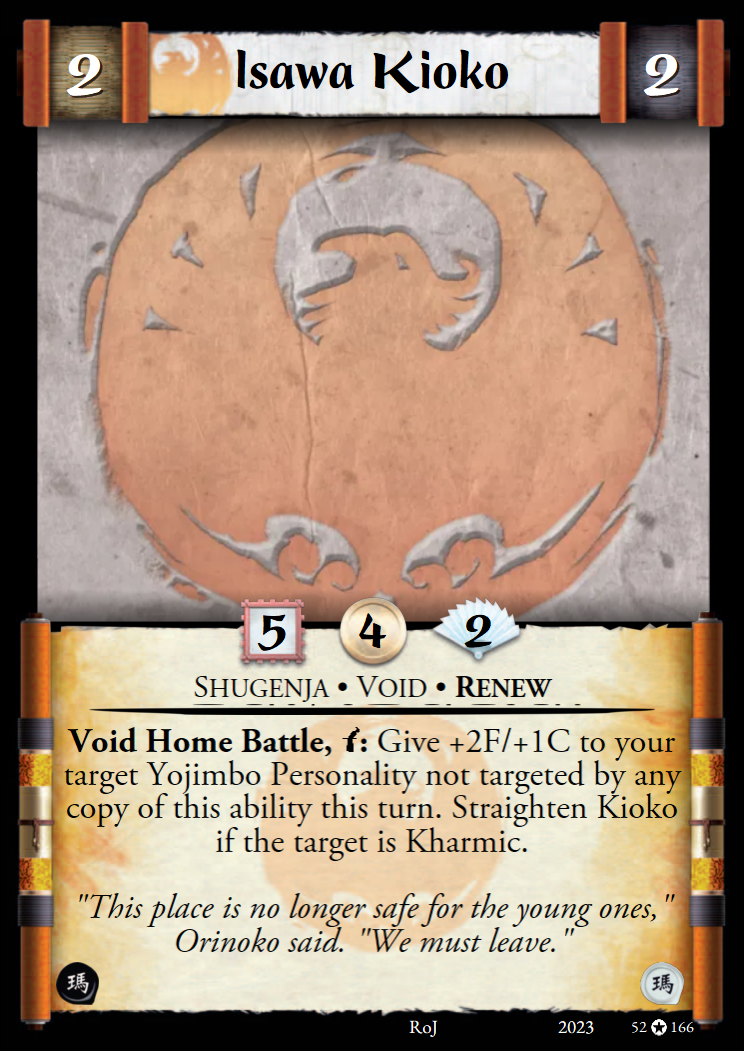 2 Isawa Kioko 2
5 4 2
Shugenja • Void • Renew
Void Home Battle, : Give +2F/+1C to your
target Yojimbo Personality not targeted by any
copy of this ability this turn. Straighten Kioko
if the target is Kharmic.
"This place is no longer safe for the young ones,"
Orinoko said. "We must leave."
瑪 瑪
RoJ 2023 52 166